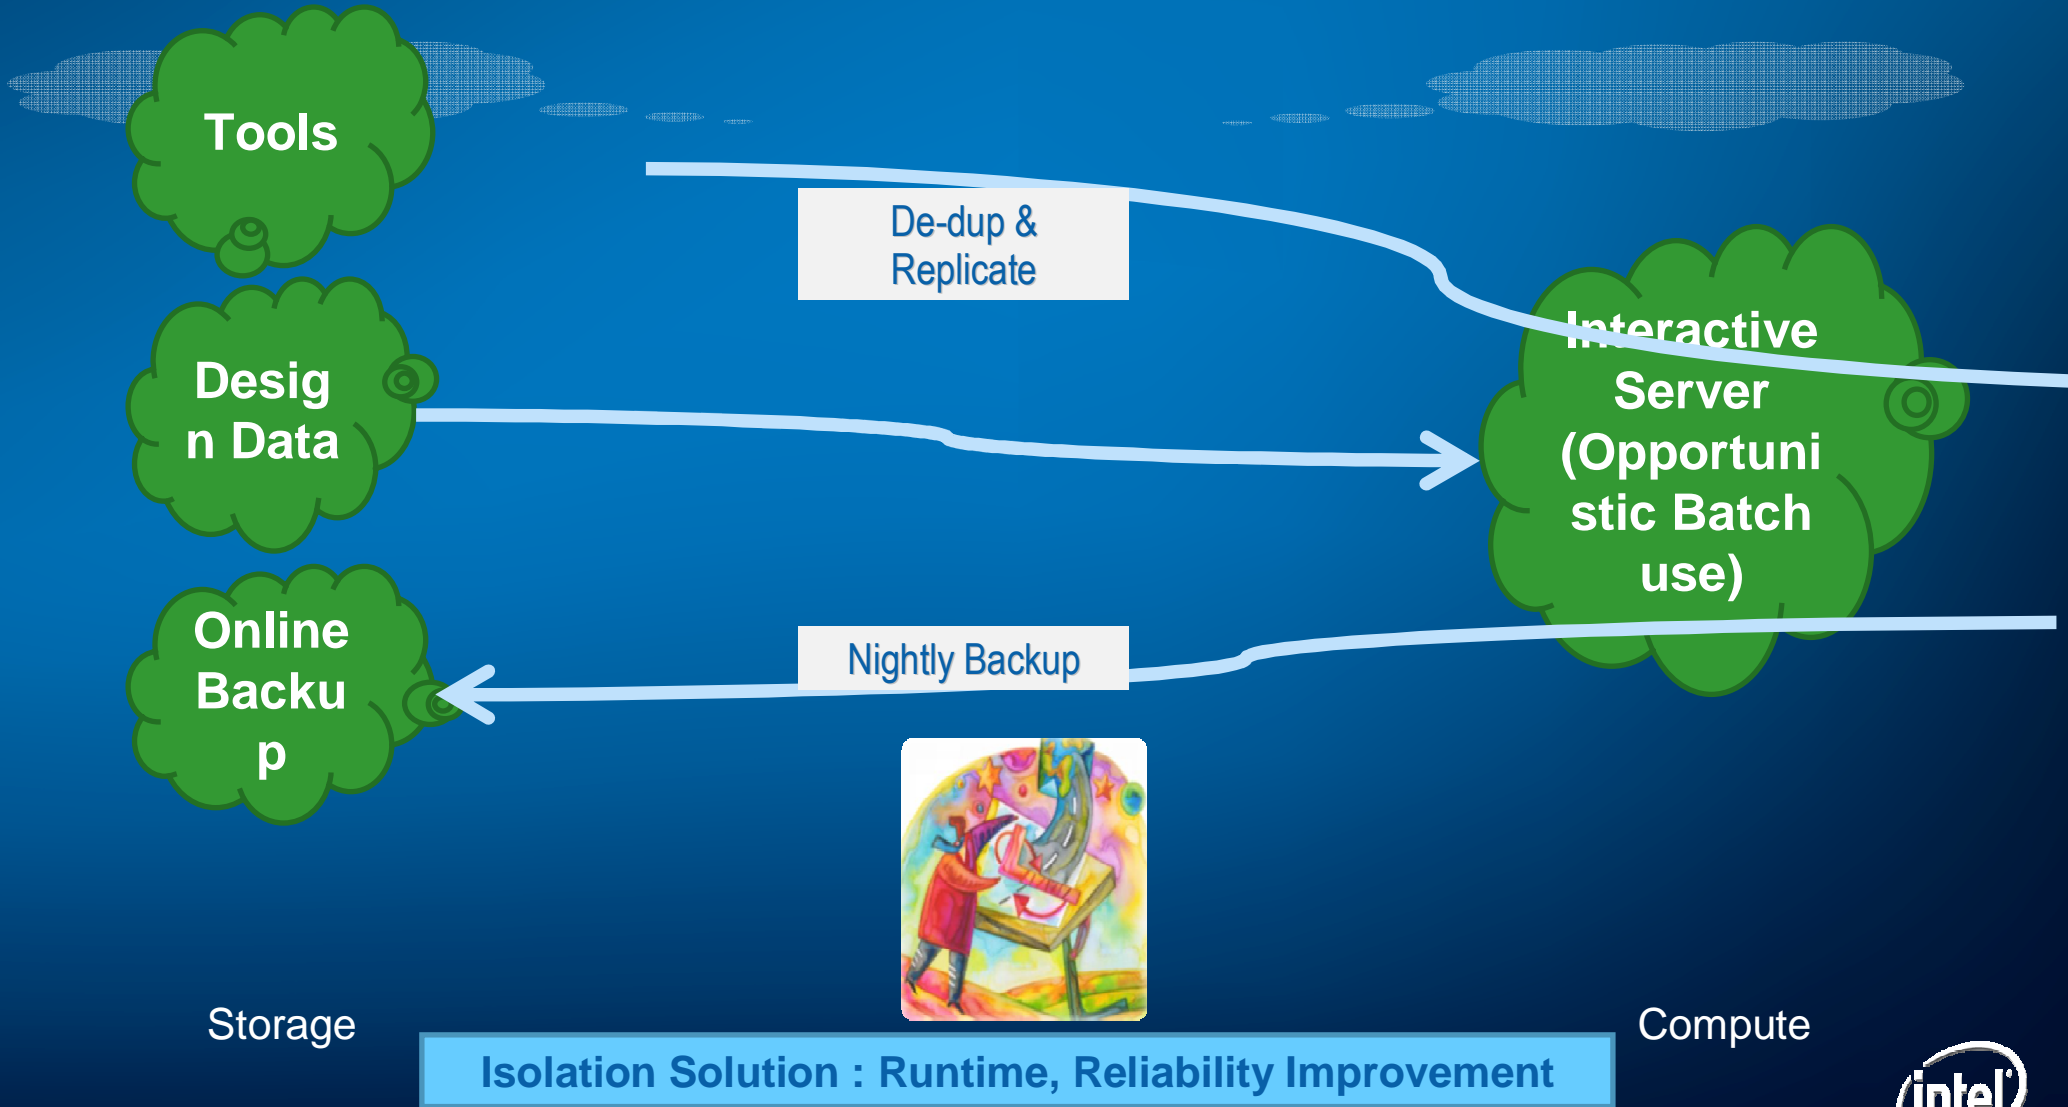 Tools
De-dup &
Replicate
Desig
n Data
Interactive
Server
(Opportuni
stic Batch
use)
Online
Backu
p
Nightly Backup
Storage
Compute
Isolation Solution : Runtime, Reliability Improvement
intel